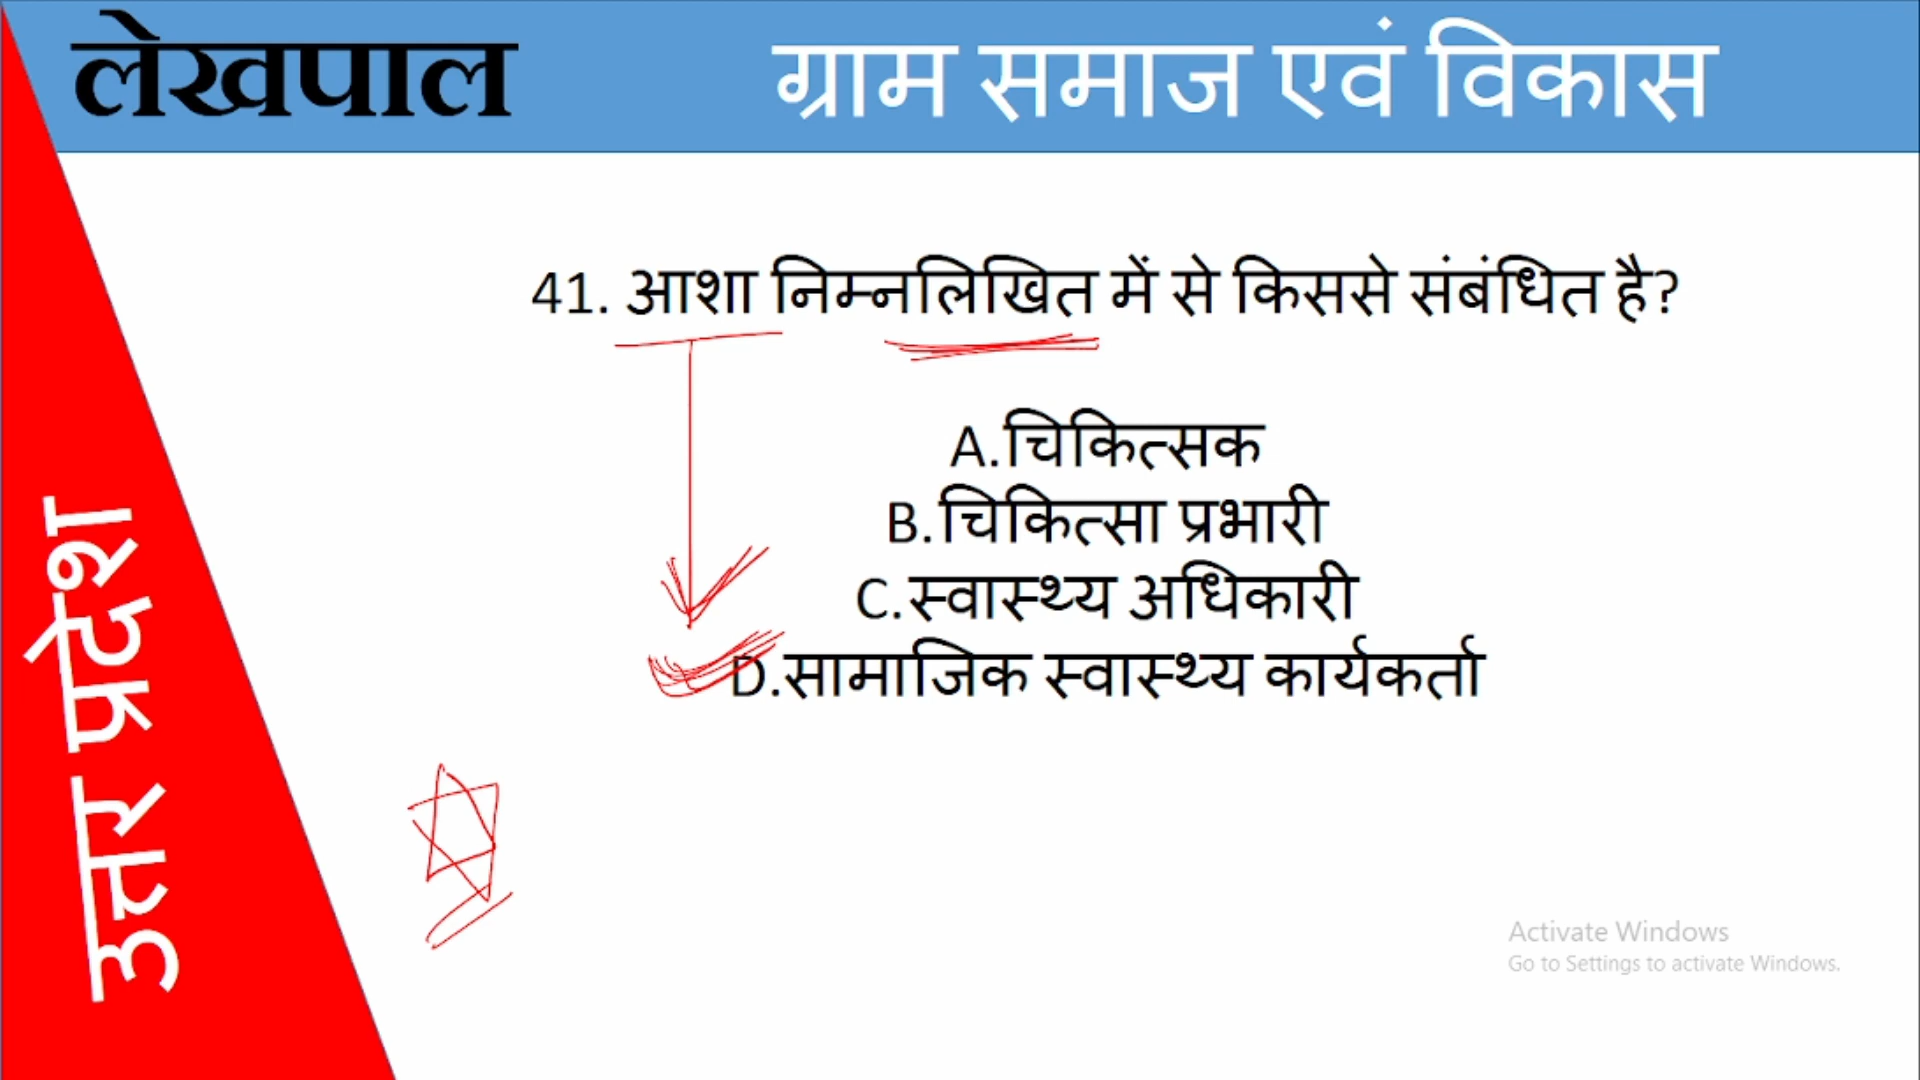 लेखपाल
ग्राम समाज एवं विकास
41. आशा निम्नलिखित में से किससे संबंधित है?
A.चिकित्सक
B.चिकित्सा प्रभारी
C.स्वास्थ्य अधिकारी
D.सामाजिक स्वास्थ्य कार्यकर्ता
उत्तर प्रदेश
Activate Windows
Go to Settings to activate Windows.